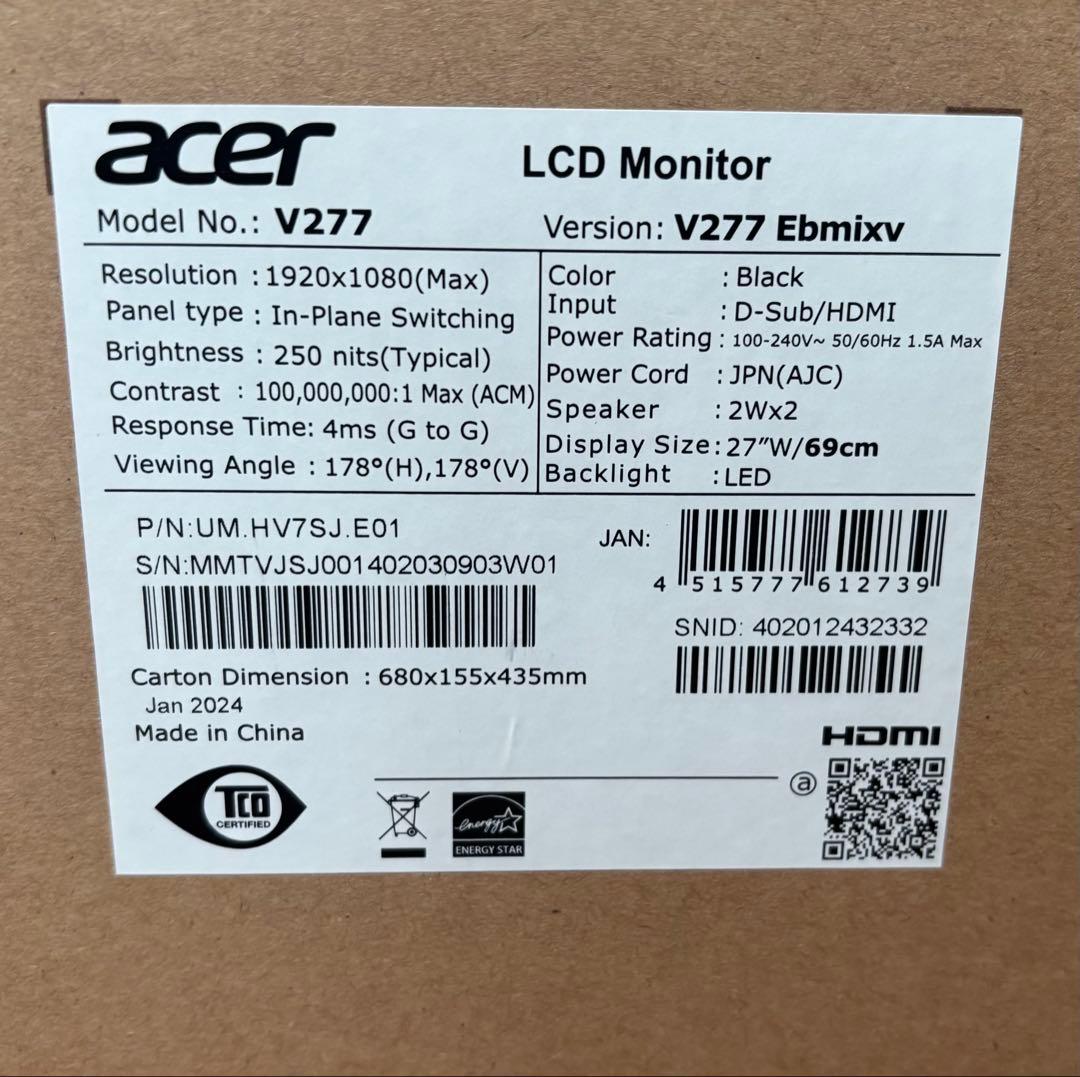 acer
LCD Monitor
Model No.: V277
Version: V277 Ebmixv
Resolution : 1920x1080(Max)
Panel type : In-Plane Switching
Brightness : 250 nits(Typical)
Contrast : 100,000,000:1 Max (ACM)
Response Time: 4ms (G to G)
Viewing Angle : 178°(H),178°(V)
Color : Black
Input : D-Sub/HDMI
Power Rating : 100-240V~ 50/60Hz 1.5A Max
Power Cord : JPN(AJC)
Speaker : 2Wx2
Display Size: 27"W/69cm
Backlight : LED
P/N:UM.HV7SJ.E01
S/N:MMTVJSJ001402030903W01
JAN:
4 515777 612739
SNID: 402012432332
Carton Dimension : 680x155x435mm
Jan 2024
Made in China
HDMI
TCO
CERTIFIED
energy
ENERGY STAR
a